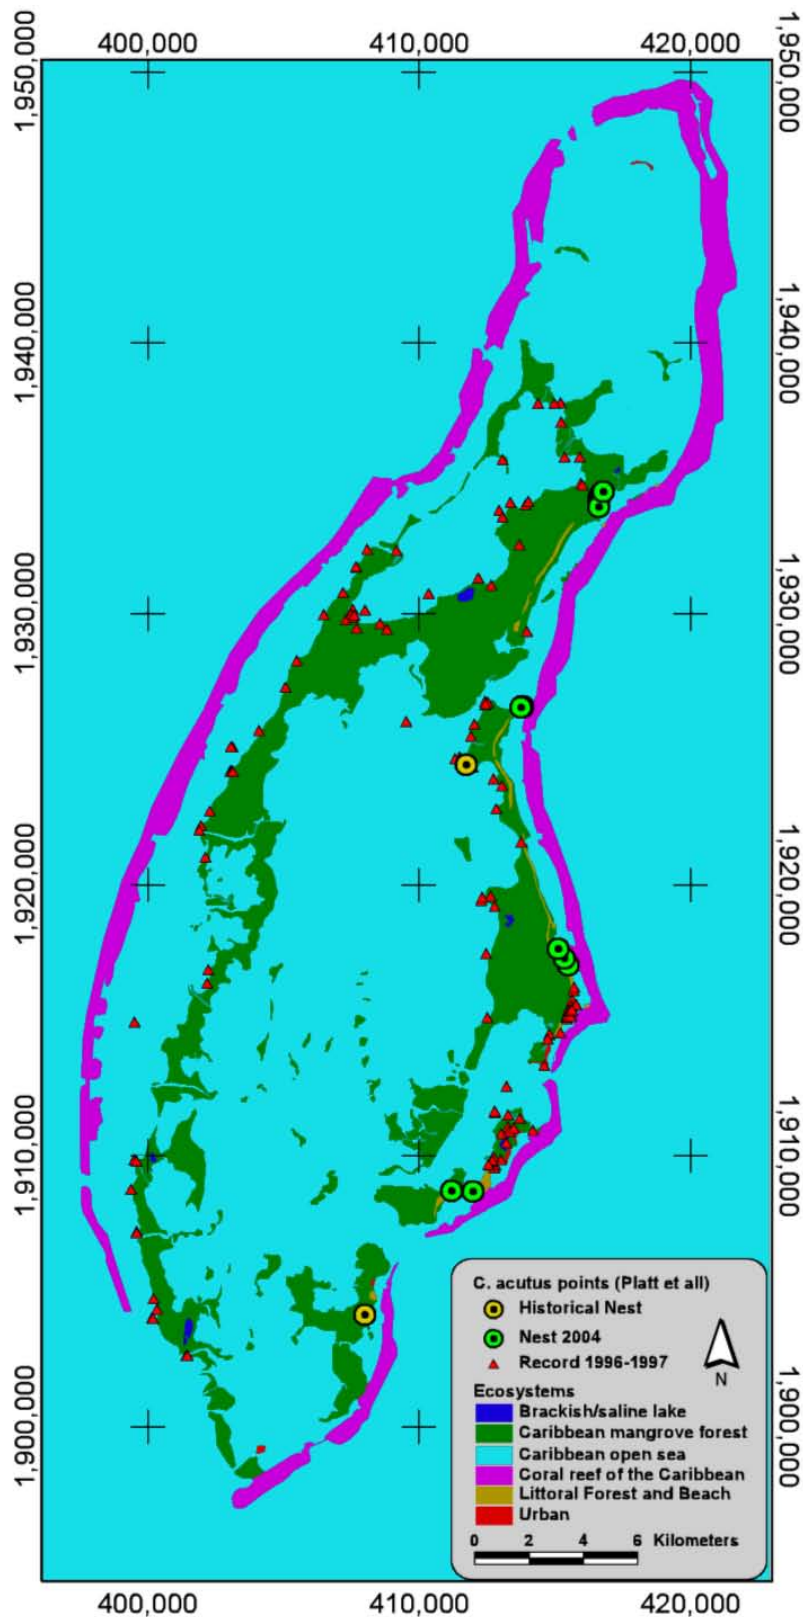 400,000 410,000 420,000
1,950,000 1,950,000
1,940,000 1,940,000
1,930,000 1,930,000
1,920,000 1,920,000
1,910,000 1,910,000
1,900,000 1,900,000
C. acutus points (Platt et all)
Historical Nest
Nest 2004
Record 1996-1997
N
Ecosystems
Brackish/saline lake
Caribbean mangrove forest
Caribbean open sea
Coral reef of the Caribbean
Littoral Forest and Beach
Urban
0 2 4 6 Kilometers
400,000 410,000 420,000